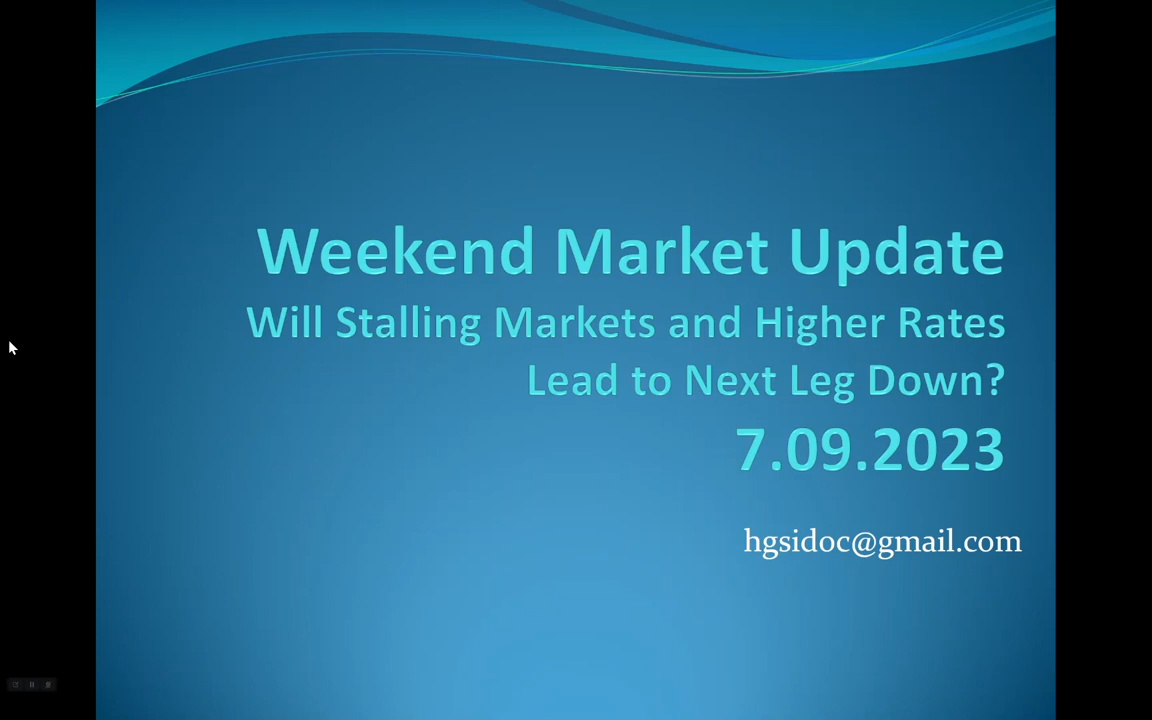 Weekend Market Update
Will Stalling Markets and Higher Rates
Lead to Next Leg Down?
7.09.2023
hgsidoc@gmail.com